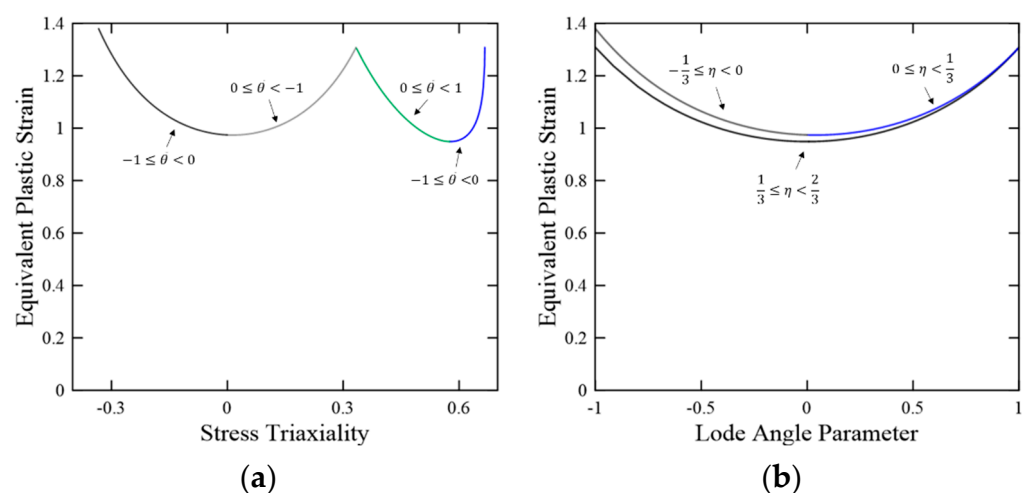 1.4
1.2
1
0.8
0.6
0.4
0.2
0
-0.3
0
0.3
0.6
Equivalent Plastic Strain
Stress Triaxiality
0 ≤ θ < −1
0 ≤ θ < 1
−1 ≤ θ < 0
−1 ≤ θ <0
(a)
1.4
1.2
1
0.8
0.6
0.4
0.2
0
-1
-0.5
0
0.5
1
Equivalent Plastic Strain
Lode Angle Parameter
−1/3 ≤ η < 0
0 ≤ η < 1/3
1/3 ≤ η < 2/3
(b)